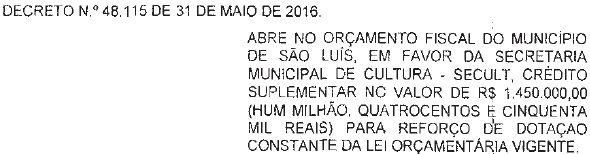 DECRETO N.º 48.115 DE 31 DE MAIO DE 2016.
ABRE NO ORÇAMENTO FISCAL DO MUNICÍPIO
DE SÃO LUÍS, EM FAVOR DA SECRETARIA
MUNICIPAL DE CULTURA - SECULT, CRÉDITO
SUPLEMENTAR NO VALOR DE R$ 1.450.000,00
(HUM MILHÃO, QUATROCENTOS E CINQUENTA
MIL REAIS) PARA REFORÇO DE DOTAÇAO
CONSTANTE DA LEI ORÇAMENTÁRIA VIGENTE.